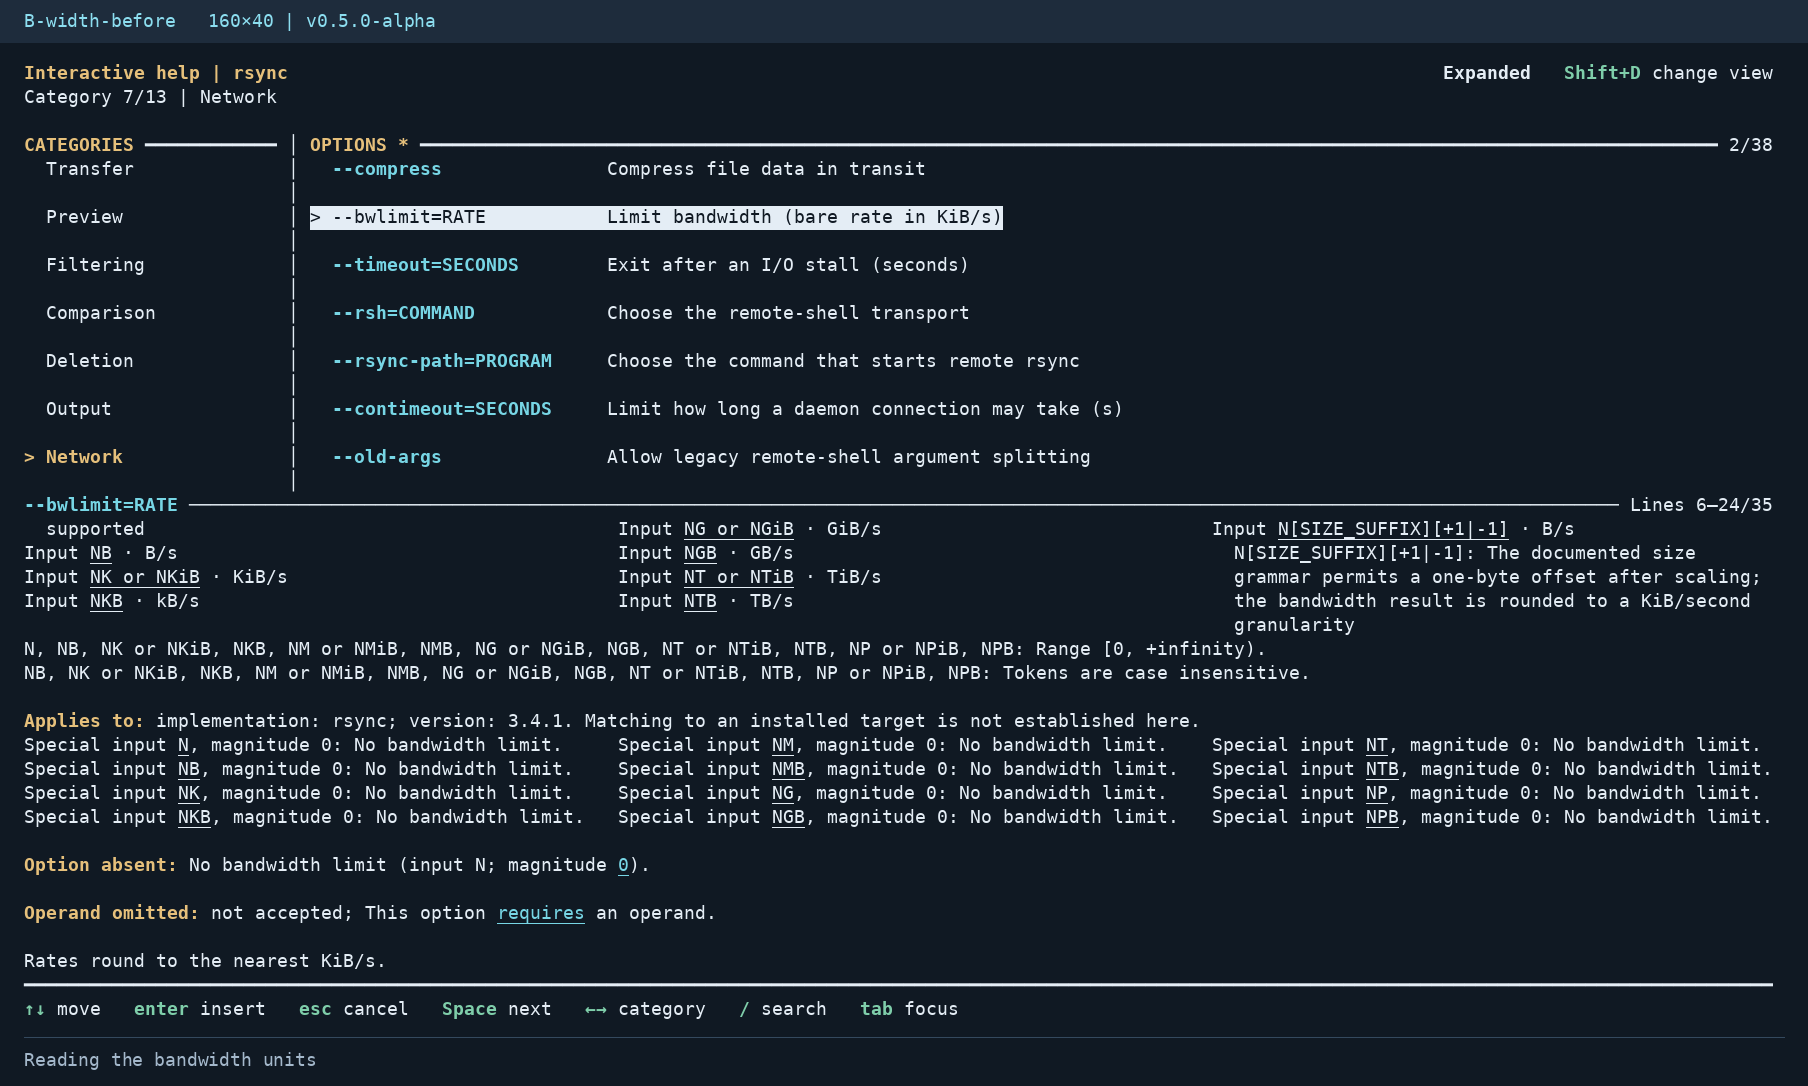 B-width-before   160×40 | v0.5.0-alpha
Interactive help | rsync   Expanded   Shift+D change view
Category 7/13 | Network
CATEGORIES   OPTIONS *   2/38
Transfer   --compress   Compress file data in transit
Preview   > --bwlimit=RATE   Limit bandwidth (bare rate in KiB/s)
Filtering   --timeout=SECONDS   Exit after an I/O stall (seconds)
Comparison   --rsh=COMMAND   Choose the remote-shell transport
Deletion   --rsync-path=PROGRAM   Choose the command that starts remote rsync
Output   --contimeout=SECONDS   Limit how long a daemon connection may take (s)
> Network   --old-args   Allow legacy remote-shell argument splitting
--bwlimit=RATE   Lines 6–24/35
supported   Input NG or NGiB · GiB/s   Input N[SIZE_SUFFIX][+1|-1] · B/s
Input NB · B/s   Input NGB · GB/s   N[SIZE_SUFFIX][+1|-1]: The documented size
Input NK or NKiB · KiB/s   Input NT or NTiB · TiB/s   grammar permits a one-byte offset after scaling;
Input NKB · kB/s   Input NTB · TB/s   the bandwidth result is rounded to a KiB/second
granularity
N, NB, NK or NKiB, NKB, NM or NMiB, NMB, NG or NGiB, NGB, NT or NTiB, NTB, NP or NPiB, NPB: Range [0, +infinity).
NB, NK or NKiB, NKB, NM or NMiB, NMB, NG or NGiB, NGB, NT or NTiB, NTB, NP or NPiB, NPB: Tokens are case insensitive.
Applies to: implementation: rsync; version: 3.4.1. Matching to an installed target is not established here.
Special input N, magnitude 0: No bandwidth limit.   Special input NM, magnitude 0: No bandwidth limit.   Special input NT, magnitude 0: No bandwidth limit.
Special input NB, magnitude 0: No bandwidth limit.   Special input NMB, magnitude 0: No bandwidth limit.   Special input NTB, magnitude 0: No bandwidth limit.
Special input NK, magnitude 0: No bandwidth limit.   Special input NG, magnitude 0: No bandwidth limit.   Special input NP, magnitude 0: No bandwidth limit.
Special input NKB, magnitude 0: No bandwidth limit.   Special input NGB, magnitude 0: No bandwidth limit.   Special input NPB, magnitude 0: No bandwidth limit.
Option absent: No bandwidth limit (input N; magnitude 0).
Operand omitted: not accepted; This option requires an operand.
Rates round to the nearest KiB/s.
↑↓ move   enter insert   esc cancel   Space next   ←→ category   / search   tab focus
Reading the bandwidth units